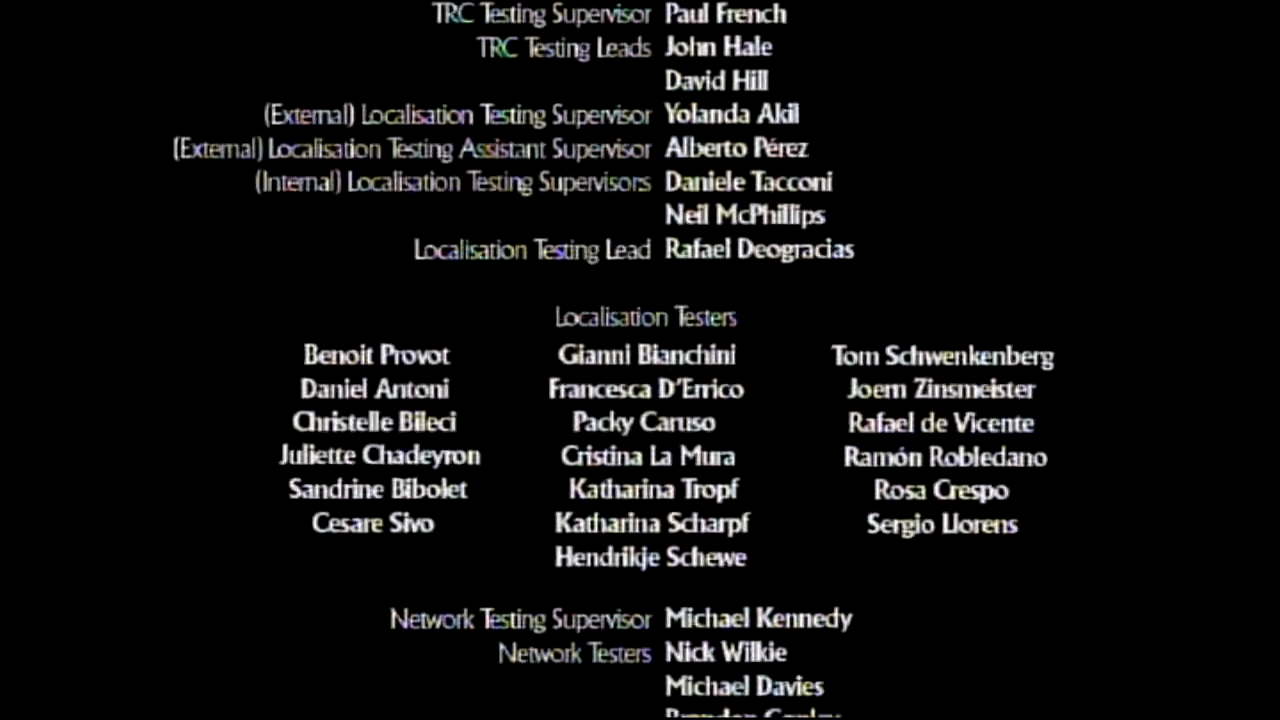 TRC Testing Supervisor Paul French
TRC Testing Leads John Hale
David Hill
(External) Localisation Testing Supervisor Yolanda Akil
(External) Localisation Testing Assistant Supervisor Alberto Pérez
(Internal) Localisation Testing Supervisors Daniele Tacconi
Neil McPhillips
Localisation Testing Lead Rafael Deogracias
Localisation Testers
Benoit Provot Gianni Bianchini Tom Schwenkenberg
Daniel Antoni Francesca D'Errico Joern Zinsmeister
Christelle Bileci Packy Caruso Rafael de Vicente
Juliette Chadeyron Cristina La Mura Ramón Robledano
Sandrine Bibolet Katharina Tropf Rosa Crespo
Cesare Sivo Katharina Scharpf Sergio Llorens
Hendrikje Schewe
Network Testing Supervisor Michael Kennedy
Network Testers Nick Wilkie
Michael Davies